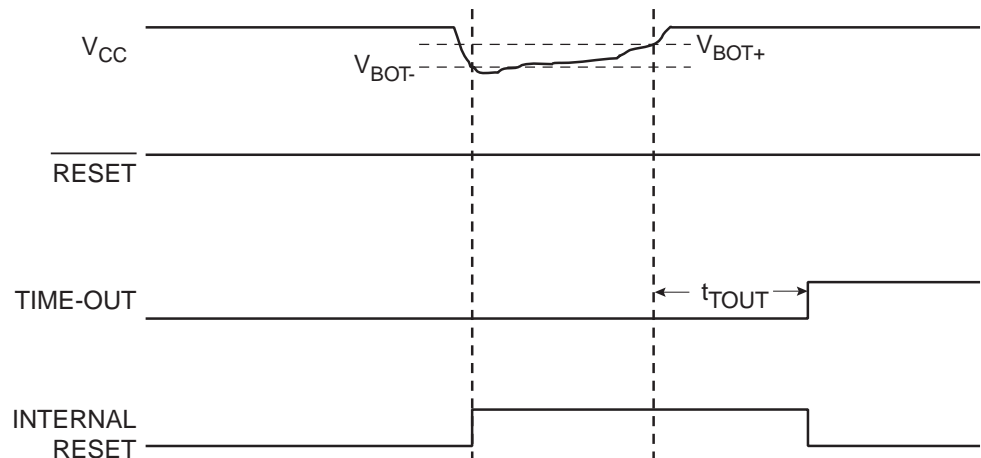 VCC
VBOT-
VBOT+
RESET
TIME-OUT
tTOUT
INTERNAL
RESET